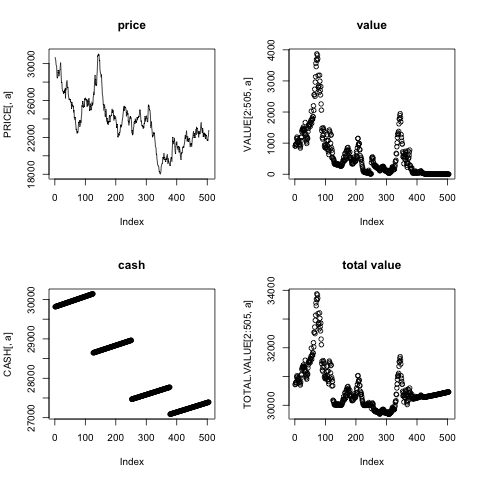 price
value
PRICE[, a]
18000 22000 26000 30000
VALUE[2:505, a]
0 1000 2000 3000 4000
0 100 200 300 400 500
0 100 200 300 400 500
Index
Index
cash
total value
CASH[, a]
27000 28000 29000 30000
TOTAL.VALUE[2:505, a]
30000 32000 34000
0 100 200 300 400 500
0 100 200 300 400 500
Index
Index